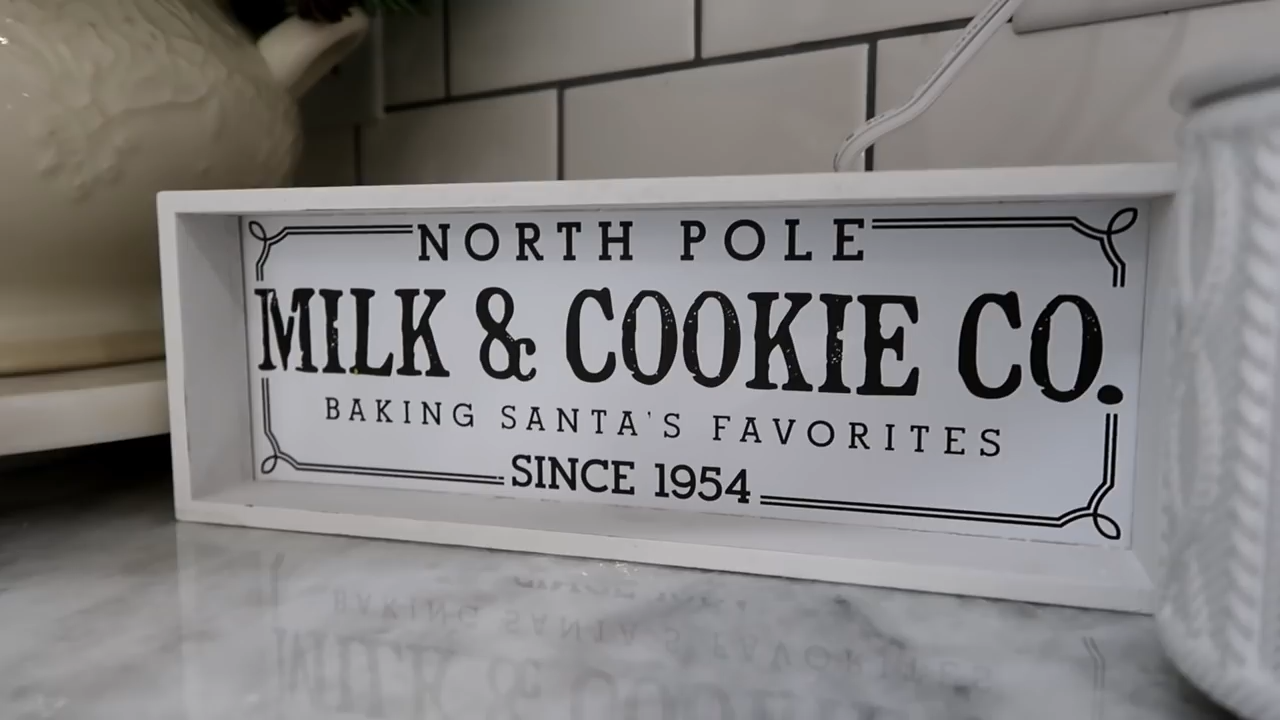 NORTH POLE
MILK & COOKIE CO.
BAKING SANTA'S FAVORITES
SINCE 1954